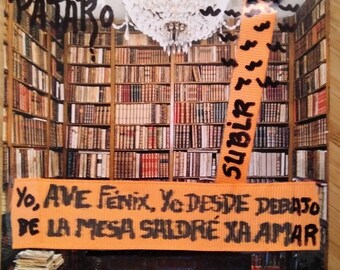 PÁJARO
SUBIR
Yo, AVE FéNIX, Yo DESDE DEBAJO
DE LA MESA SALDRÉ XA AMAR